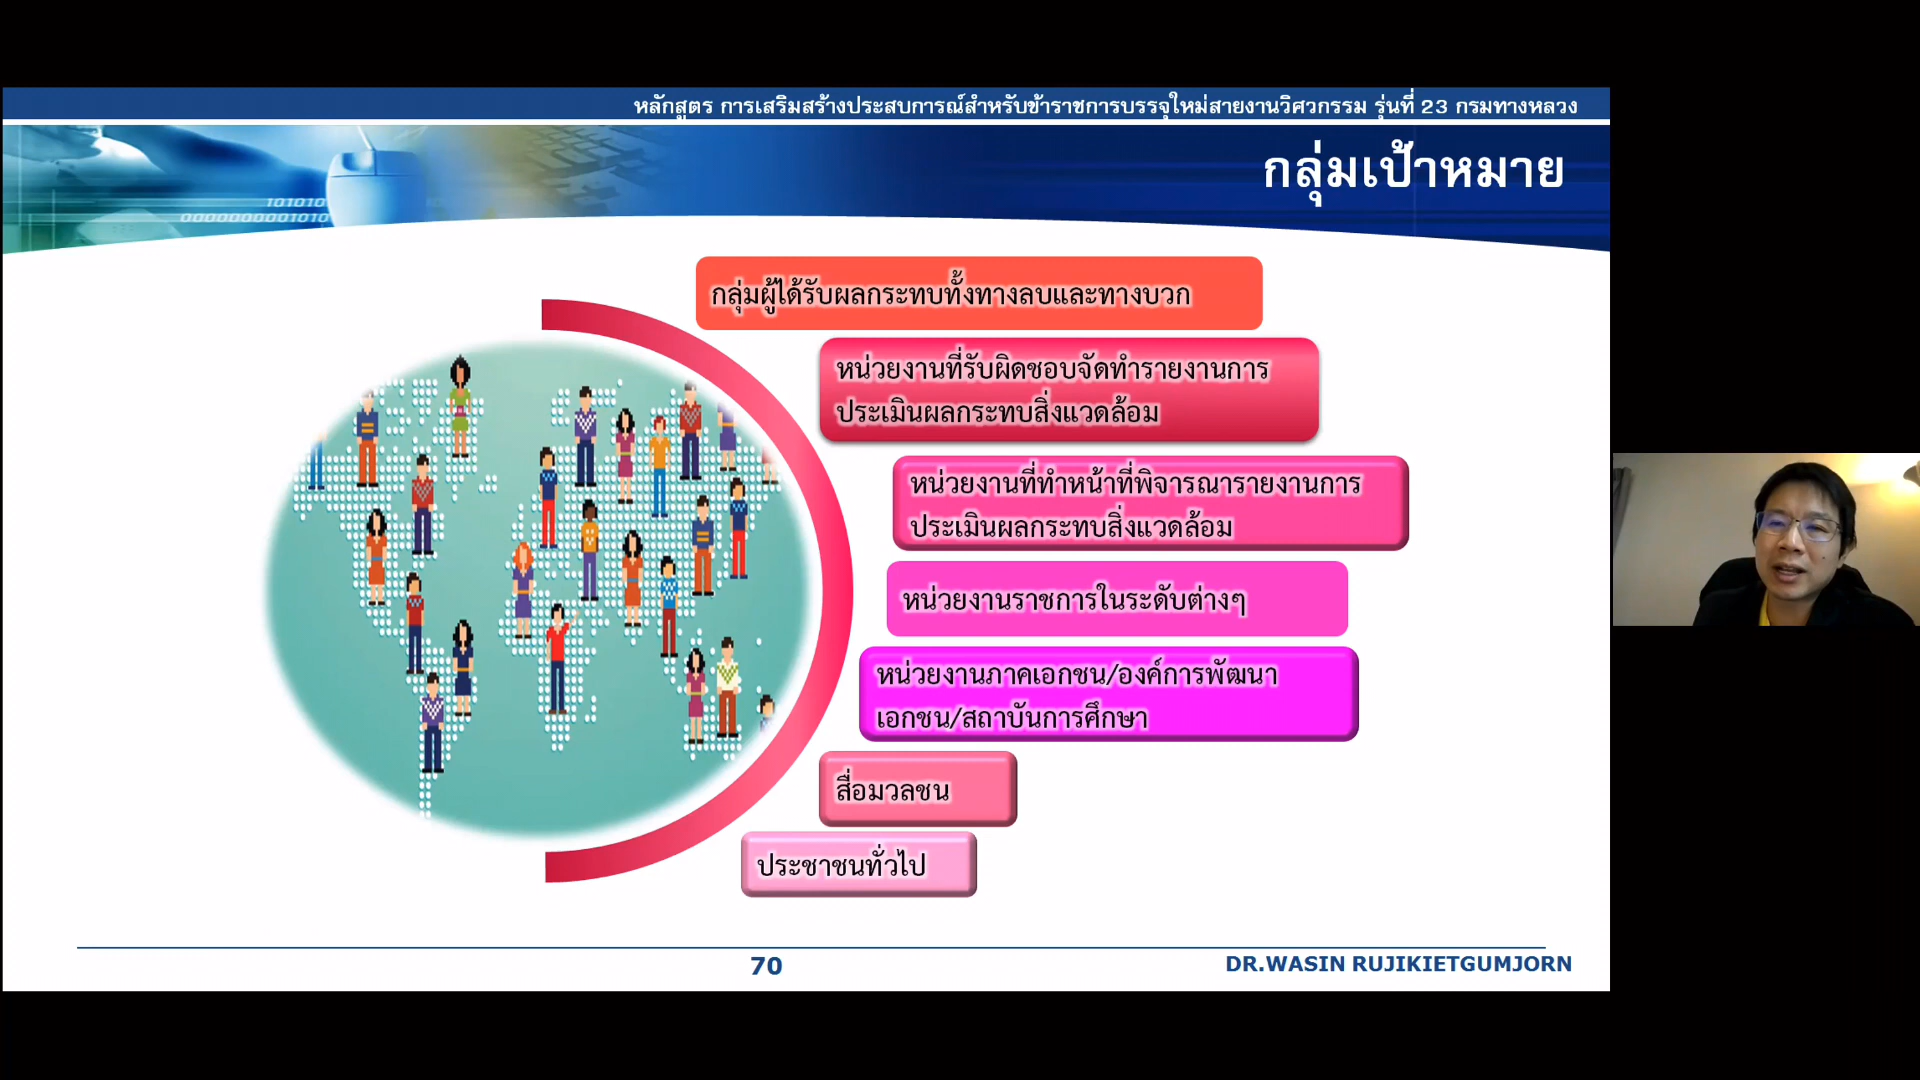 หลักสูตร การเสริมสร้างประสบการณ์สำหรับข้าราชการบรรจุใหม่สายงานวิศวกรรม รุ่นที่ 23 กรมทางหลวง
กลุ่มเป้าหมาย
101010
0000000001010
กลุ่มผู้ได้รับผลกระทบทั้งทางลบและทางบวก
หน่วยงานที่รับผิดชอบจัดทำรายงานการ
ประเมินผลกระทบสิ่งแวดล้อม
หน่วยงานที่ทำหน้าที่พิจารณารายงานการ
ประเมินผลกระทบสิ่งแวดล้อม
หน่วยงานราชการในระดับต่างๆ
หน่วยงานภาคเอกชน/องค์การพัฒนา
เอกชน/สถาบันการศึกษา
สื่อมวลชน
ประชาชนทั่วไป
70
DR.WASIN RUJIKIETGUMJORN